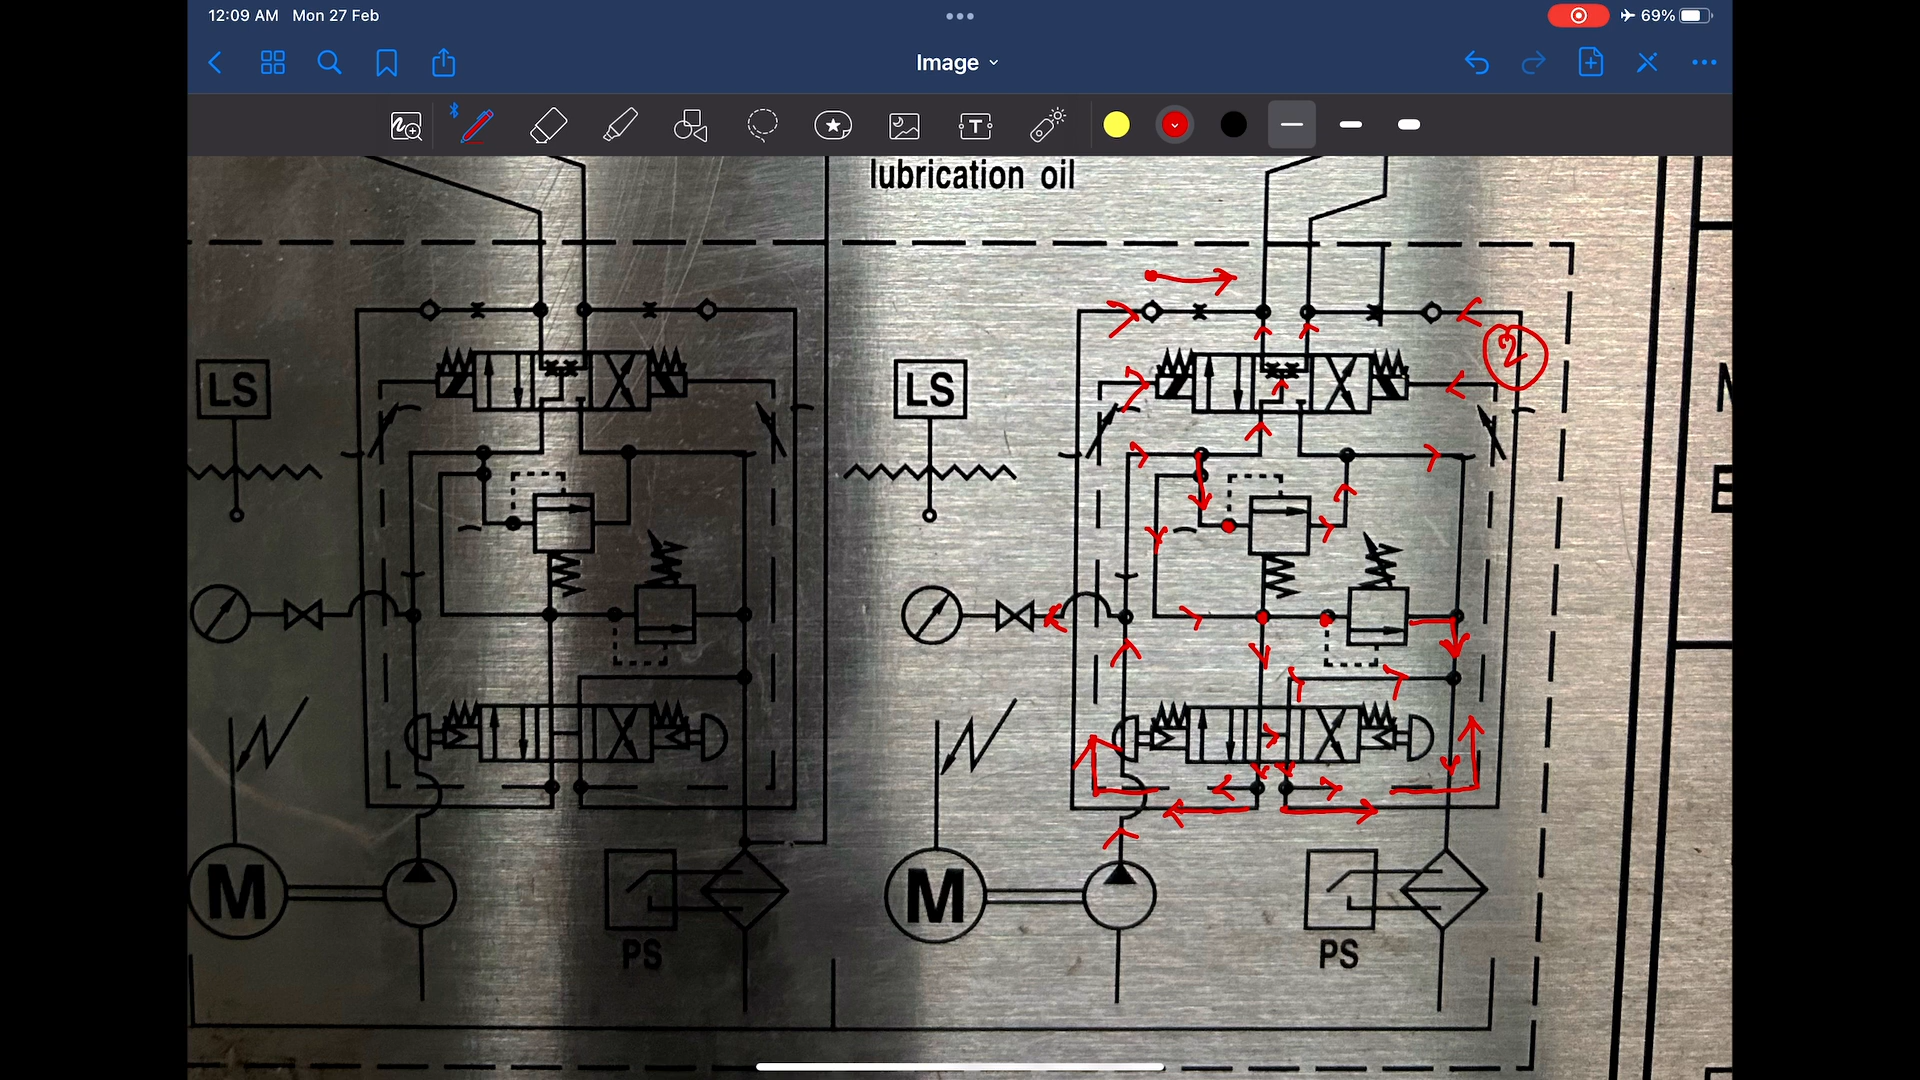 12:09 AM Mon 27 Feb
69%
Image
T
lubrication oil
LS
LS
2
M
M
PS
PS